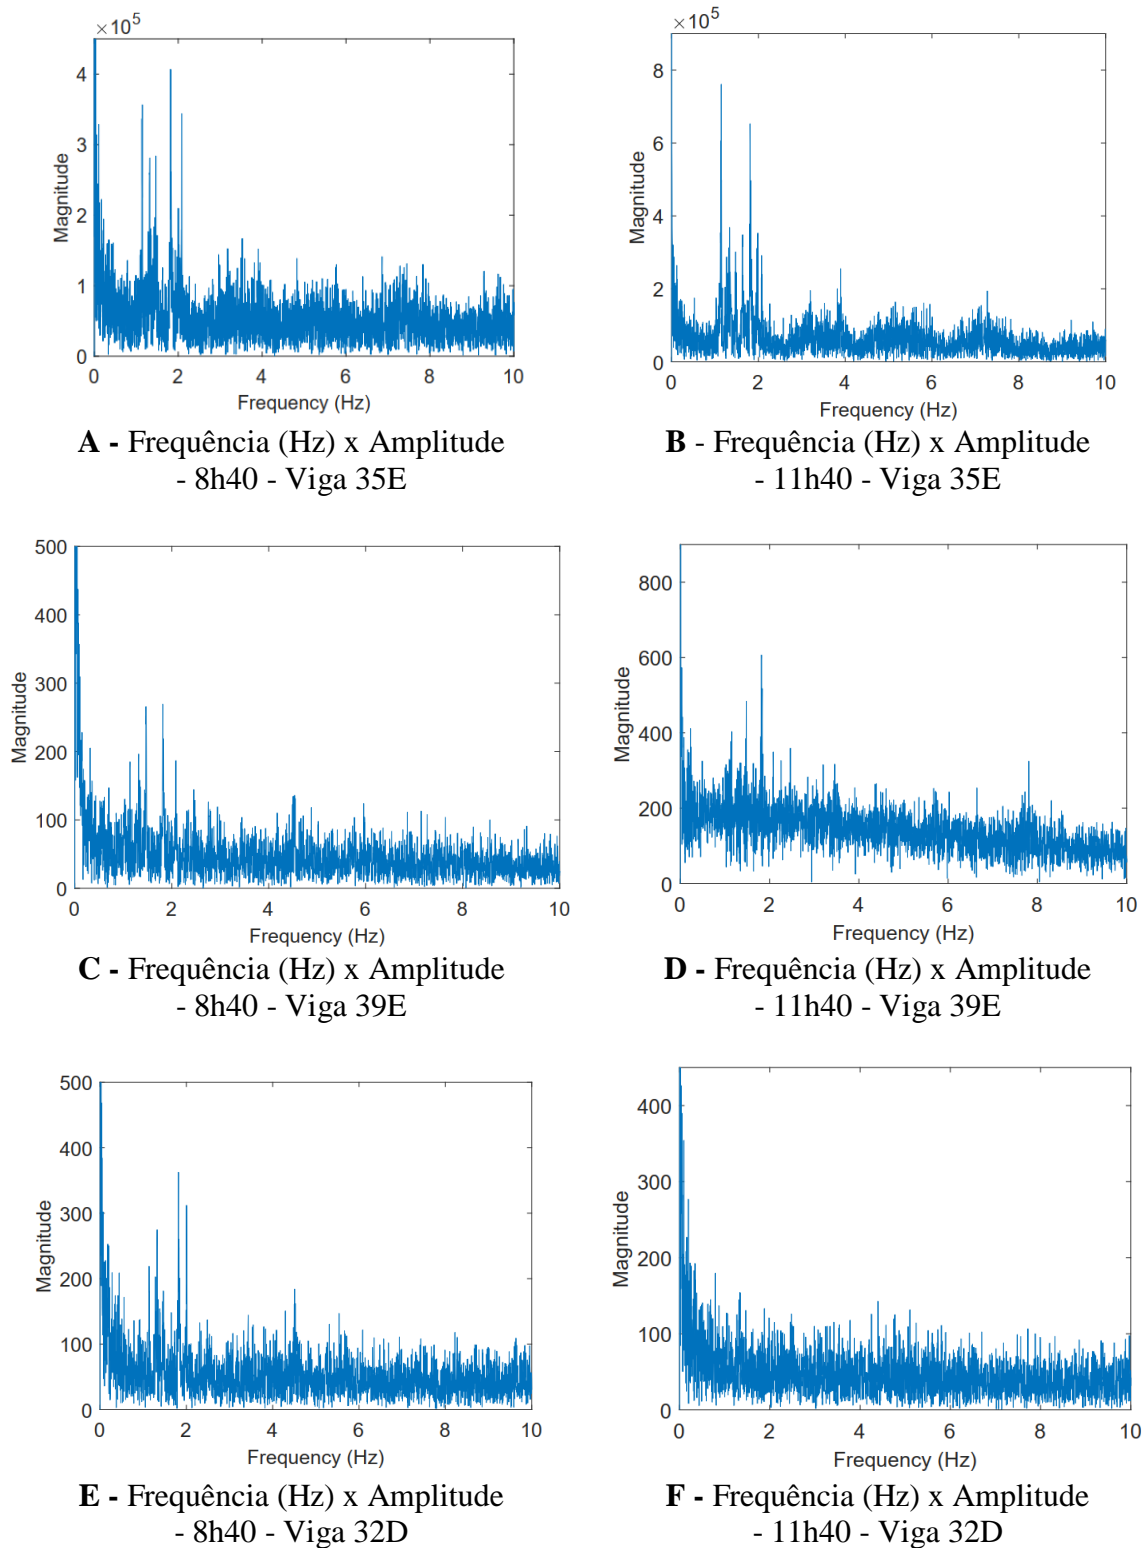 ×10⁵
4
3
2
1
0
Magnitude
0 2 4 6 8 10
Frequency (Hz)
A - Frequência (Hz) x Amplitude
- 8h40 - Viga 35E
×10⁵
8
6
4
2
0
Magnitude
0 2 4 6 8 10
Frequency (Hz)
B - Frequência (Hz) x Amplitude
- 11h40 - Viga 35E
500
400
300
200
100
0
Magnitude
0 2 4 6 8 10
Frequency (Hz)
C - Frequência (Hz) x Amplitude
- 8h40 - Viga 39E
800
600
400
200
0
Magnitude
0 2 4 6 8 10
Frequency (Hz)
D - Frequência (Hz) x Amplitude
- 11h40 - Viga 39E
500
400
300
200
100
0
Magnitude
0 2 4 6 8 10
Frequency (Hz)
E - Frequência (Hz) x Amplitude
- 8h40 - Viga 32D
400
300
200
100
0
Magnitude
0 2 4 6 8 10
Frequency (Hz)
F - Frequência (Hz) x Amplitude
- 11h40 - Viga 32D